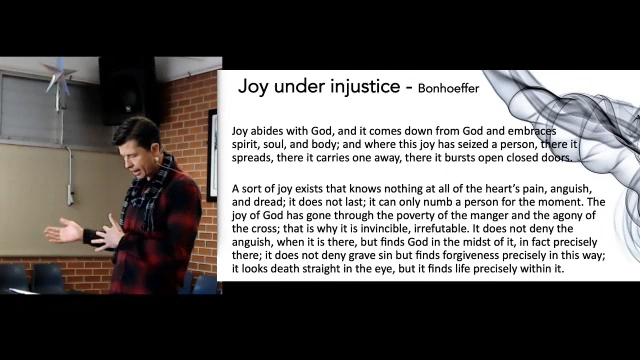 Joy under injustice - Bonhoeffer
Joy abides with God, and it comes down from God and embraces
spirit, soul, and body; and where this joy has seized a person, there it
spreads, there it carries one away, there it bursts open closed doors.
A sort of joy exists that knows nothing at all of the heart’s pain, anguish,
and dread; it does not last; it can only numb a person for the moment. The
joy of God has gone through the poverty of the manger and the agony of
the cross; that is why it is invincible, irrefutable. It does not deny the
anguish, when it is there, but finds God in the midst of it, in fact precisely
there; it does not deny grave sin but finds forgiveness precisely in this way;
it looks death straight in the eye, but it finds life precisely within it.